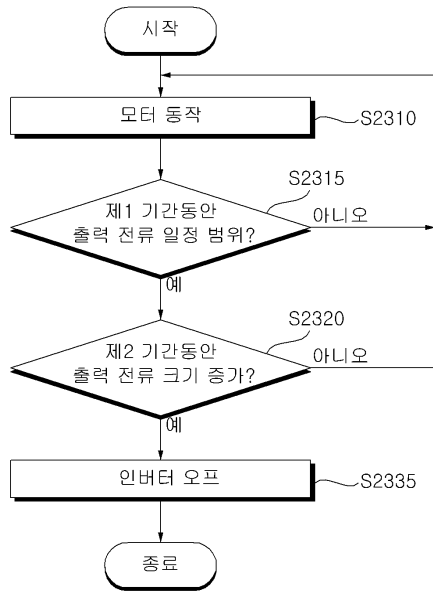 시작
모터 동작
S2310
S2315
제1 기간동안
출력 전류 일정 범위?
아니오
예
S2320
제2 기간동안
출력 전류 크기 증가?
아니오
예
인버터 오프
S2335
종료